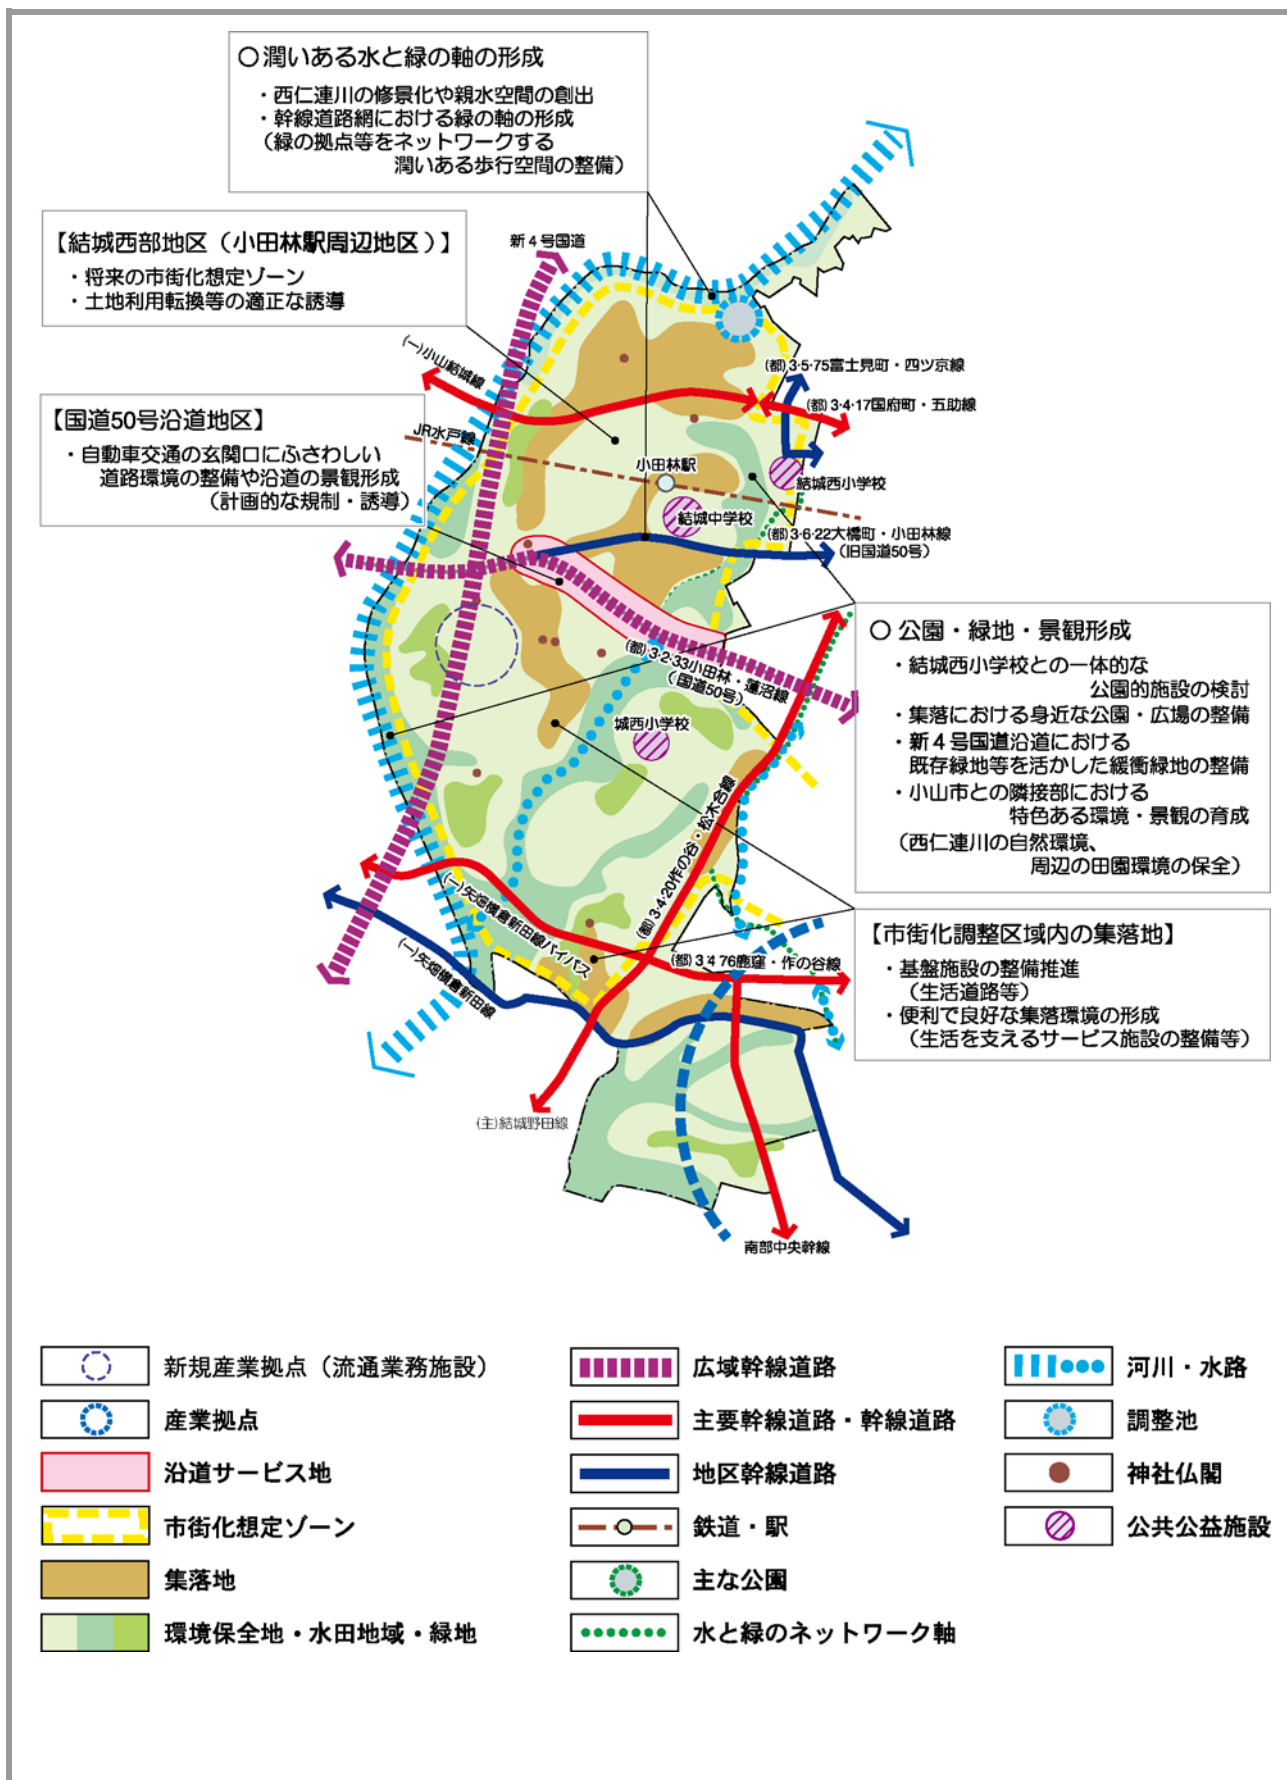 ○ 潤いある水と緑の軸の形成
・西仁連川の修景化や親水空間の創出
・幹線道路網における緑の軸の形成
（緑の拠点等をネットワークする
潤いある歩行空間の整備）
【結城西部地区（小田林駅周辺地区）】
・将来の市街化想定ゾーン
・土地利用転換等の適正な誘導
新４号国道
(一)小山結城線
(都)3·5·75富士見町・四ツ京線
(都)3·4·17国府町・五助線
【国道50号沿道地区】
・自動車交通の玄関口にふさわしい
道路環境の整備や沿道の景観形成
（計画的な規制・誘導）
JR水戸線
小田林駅
結城西小学校
結城中学校
(都)3·6·22大橋町・小田林線
（旧国道50号）
(都)3·2·33小田林・蓮沼線
（国道50号）
城西小学校
○ 公園・緑地・景観形成
・結城西小学校との一体的な
公園的施設の検討
・集落における身近な公園・広場の整備
・新４号国道沿道における
既存緑地等を活かした緩衝緑地の整備
・小山市との隣接部における
特色ある環境・景観の育成
（西仁連川の自然環境、
周辺の田園環境の保全）
(都)3·4·20作の谷・松木合線
(一)矢畑横倉新田線バイパス
(一)矢畑横倉新田線
(都)3·4·76鹿窪・作の谷線
【市街化調整区域内の集落地】
・基盤施設の整備推進
（生活道路等）
・便利で良好な集落環境の形成
（生活を支えるサービス施設の整備等）
(主)結城野田線
南部中央幹線
新規産業拠点（流通業務施設）
産業拠点
沿道サービス地
市街化想定ゾーン
集落地
環境保全地・水田地域・緑地
広域幹線道路
主要幹線道路・幹線道路
地区幹線道路
鉄道・駅
主な公園
水と緑のネットワーク軸
河川・水路
調整池
神社仏閣
公共公益施設